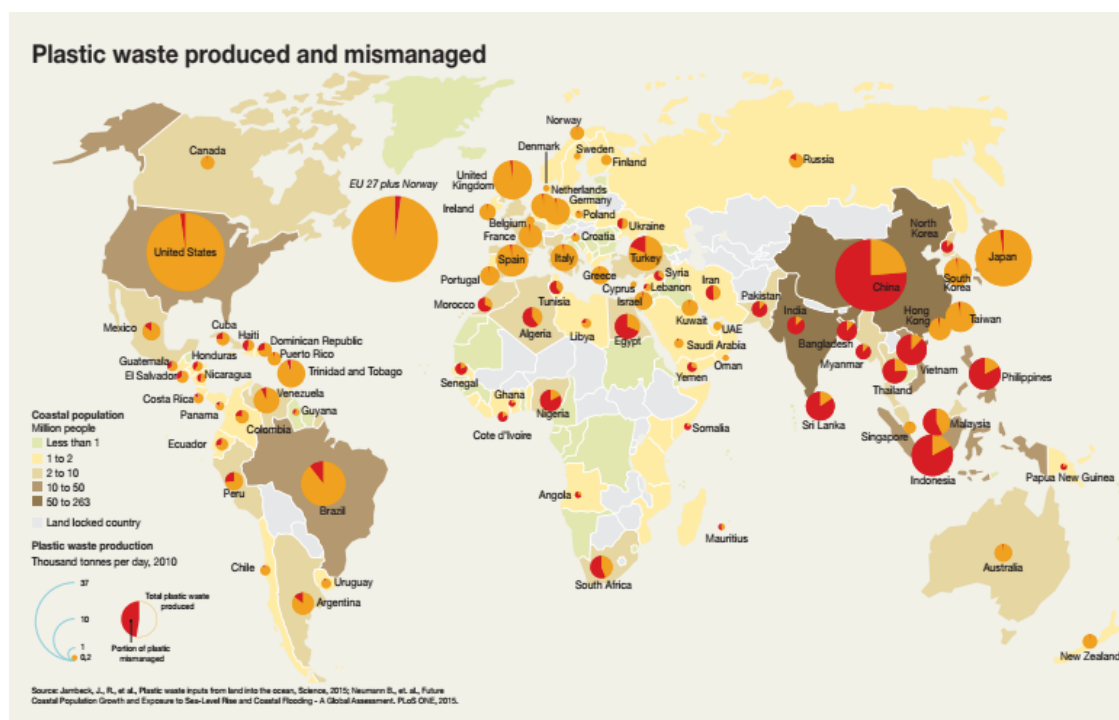 Plastic waste produced and mismanaged
Norway
Denmark
Sweden
Finland
Russia
Canada
EU 27 plus Norway
United
Kingdom
Netherlands
Germany
Ireland
Poland
Belgium
Ukraine
France
Croatia
North
Korea
United States
Spain
Italy
Turkey
Japan
Portugal
Greece
Syria
Iran
China
South
Korea
Cyprus
Lebanon
Tunisia
Israel
Pakistan
Morocco
Kuwait
India
Hong
Kong
Taiwan
Mexico
Cuba
Haiti
Dominican Republic
Algeria
Libya
Egypt
UAE
Saudi Arabia
Bangladesh
Puerto Rico
Guatemala
Honduras
Trinidad and Tobago
Oman
Myanmar
Vietnam
El Salvador
Nicaragua
Senegal
Yemen
Thailand
Philippines
Costa Rica
Venezuela
Ghana
Panama
Guyana
Nigeria
Colombia
Cote d'Ivoire
Somalia
Sri Lanka
Malaysia
Singapore
Ecuador
Indonesia
Papua New Guinea
Peru
Angola
Brazil
Mauritius
Chile
Uruguay
South Africa
Australia
Argentina
New Zealand
Coastal population
Million people
Less than 1
1 to 2
2 to 10
10 to 50
50 to 263
Land locked country
Plastic waste production
Thousand tonnes per day, 2010
37
10
1
0,2
Total plastic waste
produced
Portion of plastic
mismanaged
Source: Jambeck, J., R., et al., Plastic waste inputs from land into the ocean, Science, 2015; Neumann B., et. al., Future
Coastal Population Growth and Exposure to Sea-Level Rise and Coastal Flooding - A Global Assessment. PLoS ONE, 2015.